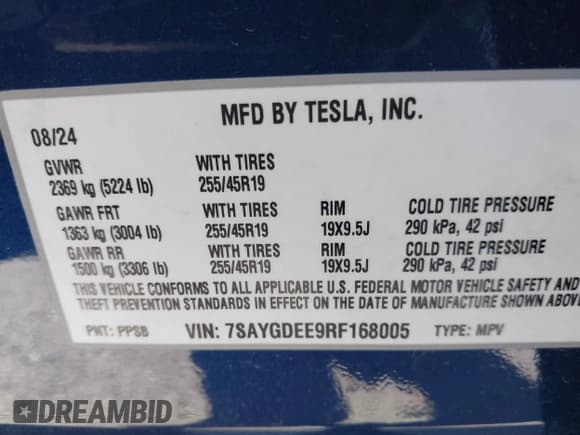 MFD BY TESLA, INC.
08/24
GVWR WITH TIRES
2369 kg (5224 lb) 255/45R19
GAWR FRT WITH TIRES RIM COLD TIRE PRESSURE
1363 kg (3004 lb) 255/45R19 19X9.5J 290 kPa, 42 psi
GAWR RR WITH TIRES RIM COLD TIRE PRESSURE
1500 kg (3306 lb) 255/45R19 19X9.5J 290 kPa, 42 psi
THIS VEHICLE CONFORMS TO ALL APPLICABLE U.S. FEDERAL MOTOR VEHICLE SAFETY AND
THEFT PREVENTION STANDARDS IN EFFECT ON THE DATE OF MANUFACTURE SHOWN ABOV
PNT: PPSB VIN: 7SAYGDEE9RF168005 TYPE: MPV
DREAMBID